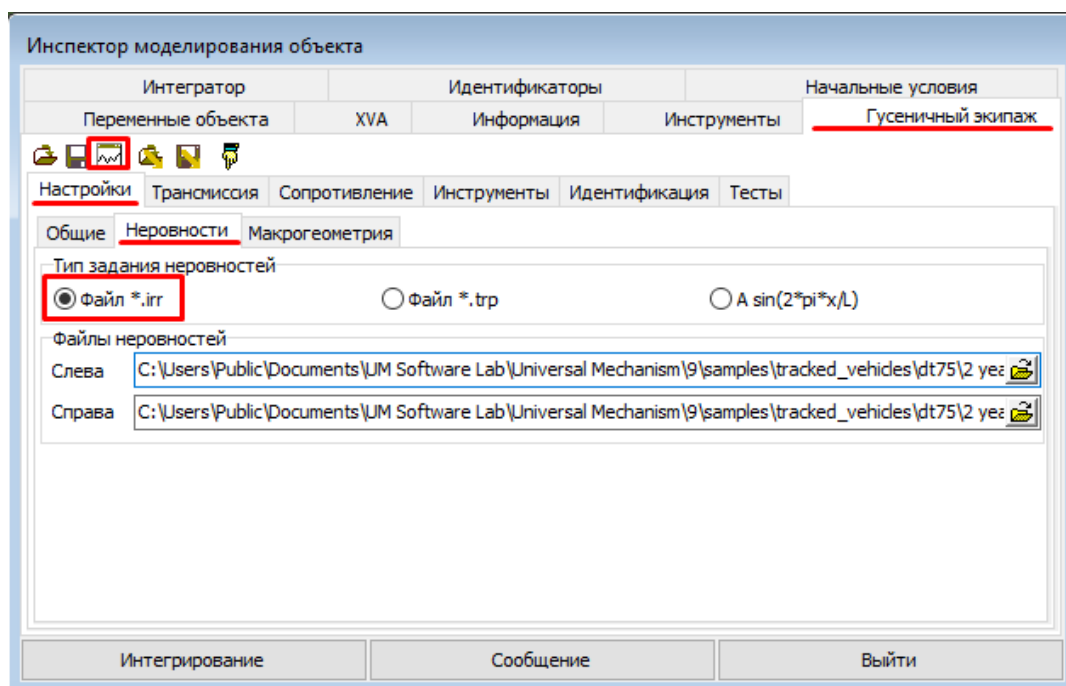 Инспектор моделирования объекта
Интегратор Идентификаторы Начальные условия
Переменные объекта XVA Информация Инструменты Гусеничный экипаж
Настройки Трансмиссия Сопротивление Инструменты Идентификация Тесты
Общие Неровности Макрогеометрия
Тип задания неровностей
Файл *.irr Файл *.trp A sin(2*pi*x/L)
Файлы неровностей
Слева C:\Users\Public\Documents\UM Software Lab\Universal Mechanism\9\samples\tracked_vehicles\dt75\2 yea
Справа C:\Users\Public\Documents\UM Software Lab\Universal Mechanism\9\samples\tracked_vehicles\dt75\2 yea
Интегрирование Сообщение Выйти